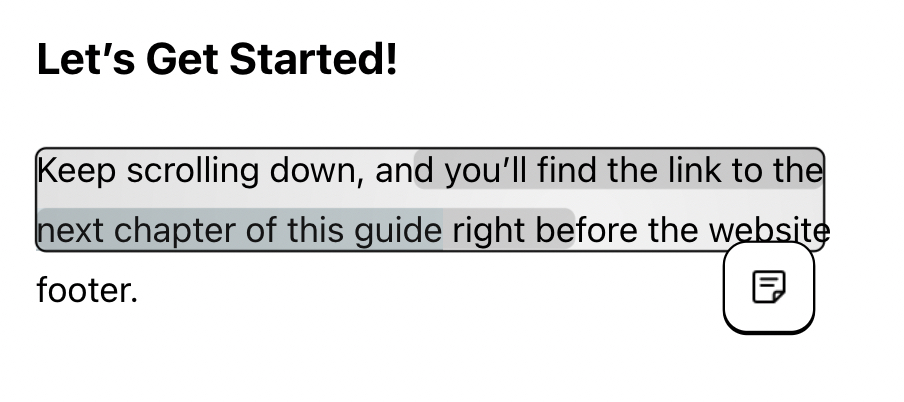 Let’s Get Started!
Keep scrolling down, and you’ll find the link to the
next chapter of this guide right before the website
footer.